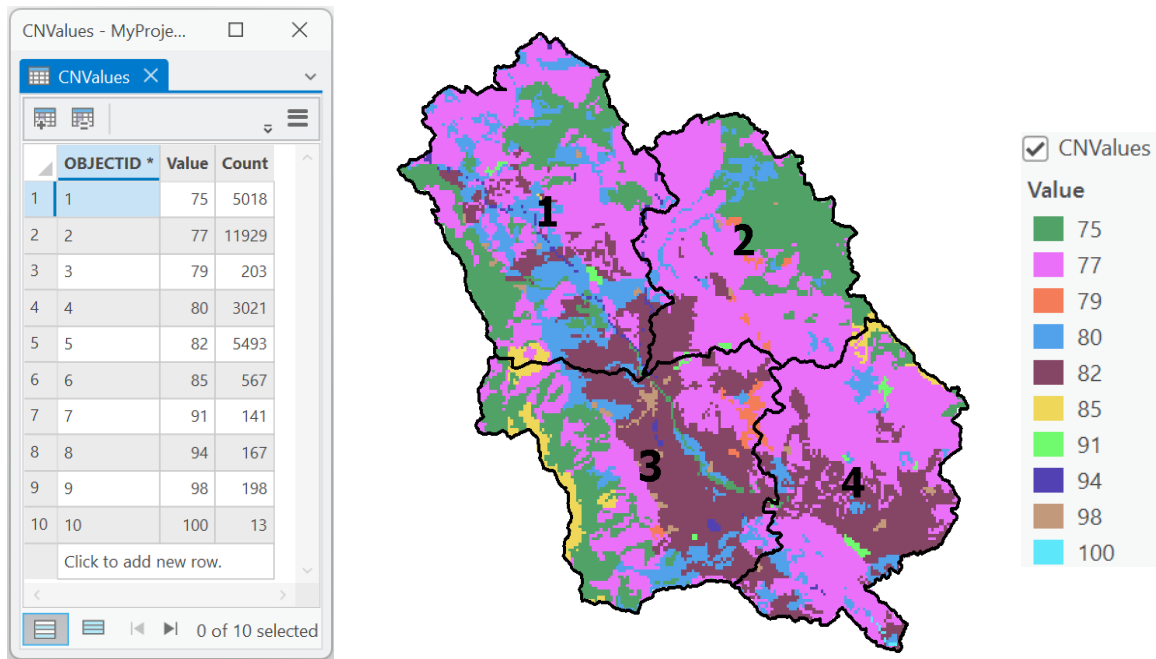 CNValues - MyProje...
CNValues
OBJECTID * Value Count
1 1 75 5018
2 2 77 11929
3 3 79 203
4 4 80 3021
5 5 82 5493
6 6 85 567
7 7 91 141
8 8 94 167
9 9 98 198
10 10 100 13
Click to add new row.
0 of 10 selected
1
2
3
4
CNValues
Value
75
77
79
80
82
85
91
94
98
100